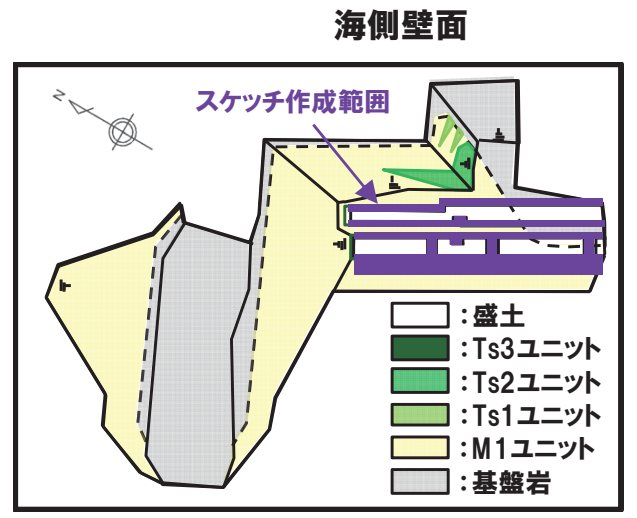 海側壁面
N
スケッチ作成範囲
:盛土
:Ts3ユニット
:Ts2ユニット
:Ts1ユニット
:M1ユニット
:基盤岩